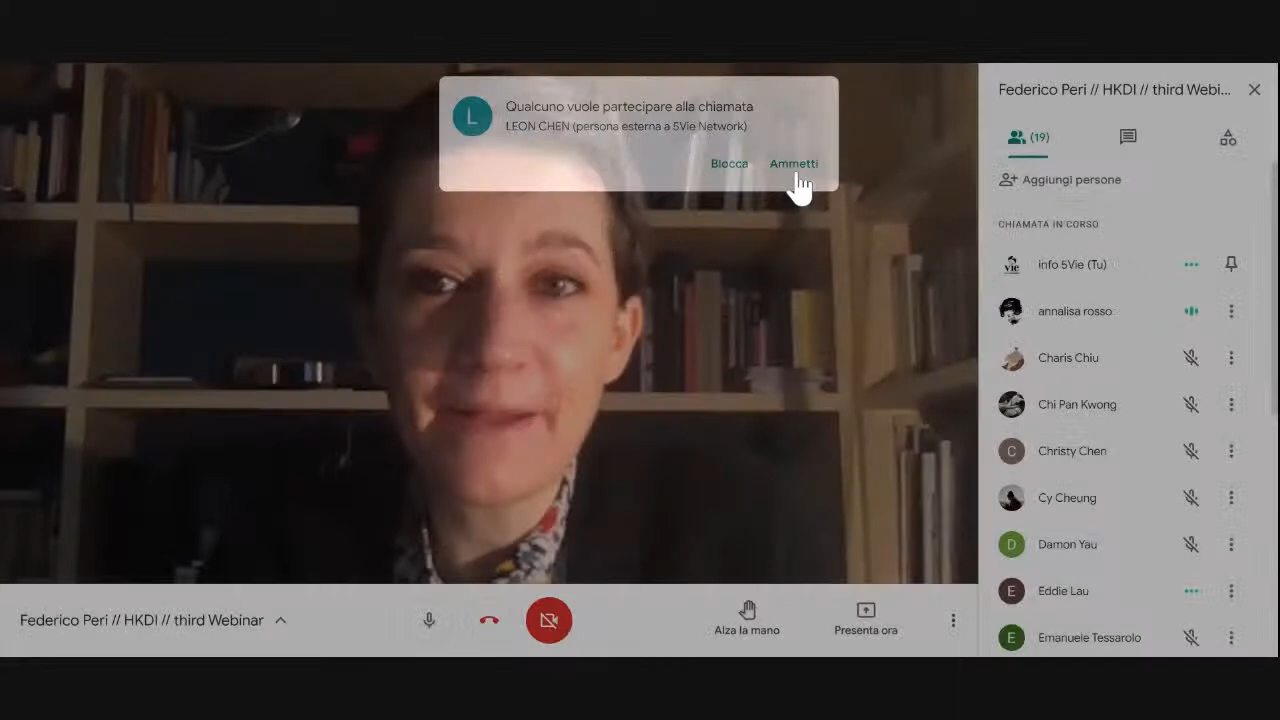 L
Qualcuno vuole partecipare alla chiamata
LEON CHEN (persona esterna a 5Vie Network)
Blocca
Ammetti
Federico Peri // HKDI // third Webi...
(19)
Aggiungi persone
CHIAMATA IN CORSO
vie
info 5Vie (Tu)
annalisa rosso
Charis Chiu
Chi Pan Kwong
C
Christy Chen
Cy Cheung
D
Damon Yau
E
Eddie Lau
E
Emanuele Tessarolo
Federico Peri // HKDI // third Webinar
Alza la mano
Presenta ora